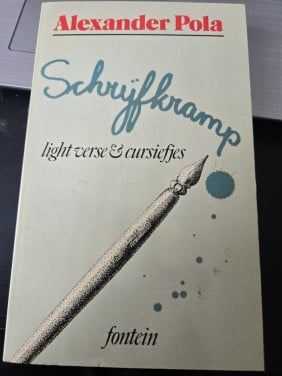 Alexander Pola
Schrijfkramp
light verse & cursiefjes
fontein